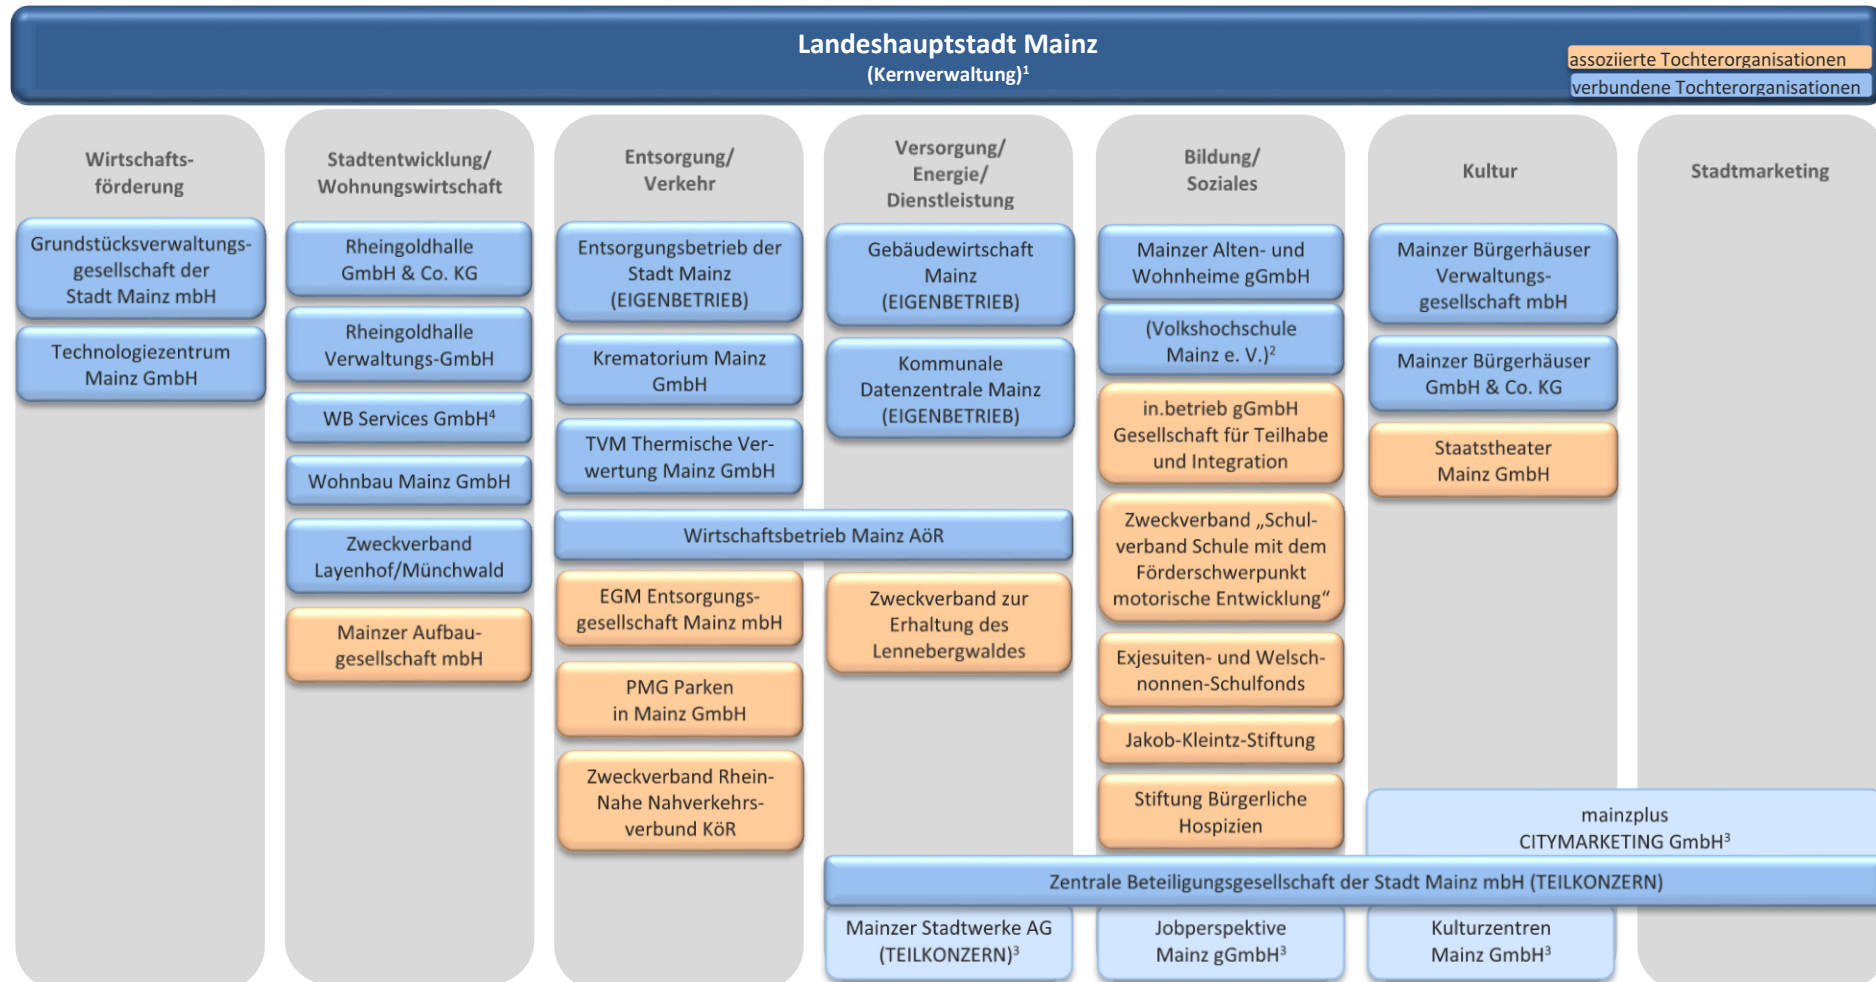 Landeshauptstadt Mainz
(Kernverwaltung)¹
assoziierte Tochterorganisationen
verbundene Tochterorganisationen
Wirtschafts-
förderung
Grundstücksverwaltungs-
gesellschaft der
Stadt Mainz mbH
Technologiezentrum
Mainz GmbH
Stadtentwicklung/
Wohnungswirtschaft
Rheingoldhalle
GmbH & Co. KG
Rheingoldhalle
Verwaltungs-GmbH
WB Services GmbH⁴
Wohnbau Mainz GmbH
Zweckverband
Layenhof/Münchwald
Mainzer Aufbau-
gesellschaft mbH
Entsorgung/
Verkehr
Entsorgungsbetrieb der
Stadt Mainz
(EIGENBETRIEB)
Krematorium Mainz
GmbH
TVM Thermische Ver-
wertung Mainz GmbH
Wirtschaftsbetrieb Mainz AöR
EGM Entsorgungs-
gesellschaft Mainz mbH
PMG Parken
in Mainz GmbH
Zweckverband Rhein-
Nahe Nahverkehrs-
verbund KöR
Versorgung/
Energie/
Dienstleistung
Gebäudewirtschaft
Mainz
(EIGENBETRIEB)
Kommunale
Datenzentrale Mainz
(EIGENBETRIEB)
Zweckverband zur
Erhaltung des
Lennebergwaldes
Bildung/
Soziales
Mainzer Alten- und
Wohnheime gGmbH
(Volkshochschule
Mainz e. V.)²
in.betrieb gGmbH
Gesellschaft für Teilhabe
und Integration
Zweckverband „Schul-
verband Schule mit dem
Förderschwerpunkt
motorische Entwicklung“
Exjesuiten- und Welsch-
nonnen-Schulfonds
Jakob-Kleintz-Stiftung
Stiftung Bürgerliche
Hospizien
Kultur
Mainzer Bürgerhäuser
Verwaltungs-
gesellschaft mbH
Mainzer Bürgerhäuser
GmbH & Co. KG
Staatstheater
Mainz GmbH
Stadtmarketing
mainzplus
CITYMARKETING GmbH³
Zentrale Beteiligungsgesellschaft der Stadt Mainz mbH (TEILKONZERN)
Mainzer Stadtwerke AG
(TEILKONZERN)³
Jobperspektive
Mainz gGmbH³
Kulturzentren
Mainz GmbH³